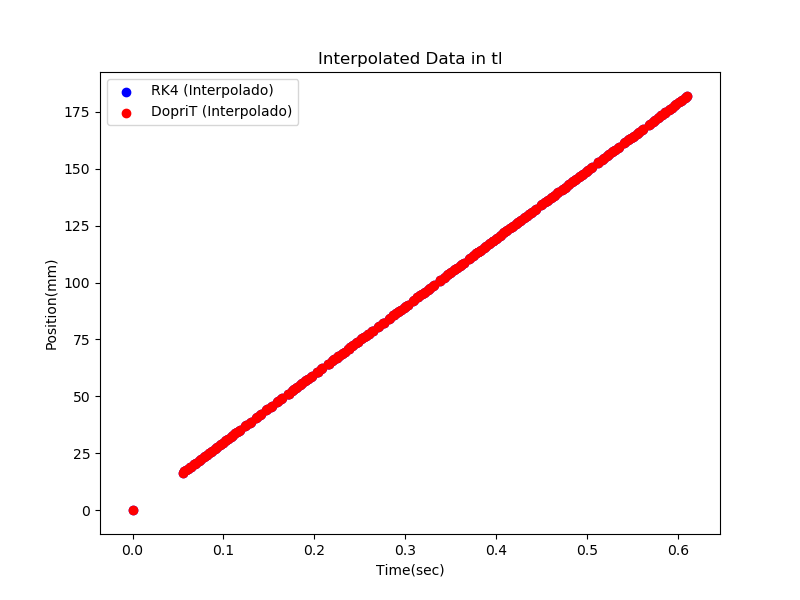 Interpolated Data in tl
RK4 (Interpolado)
DopriT (Interpolado)
175
150
125
100
75
50
25
0
Position(mm)
0.0 0.1 0.2 0.3 0.4 0.5 0.6
Time(sec)